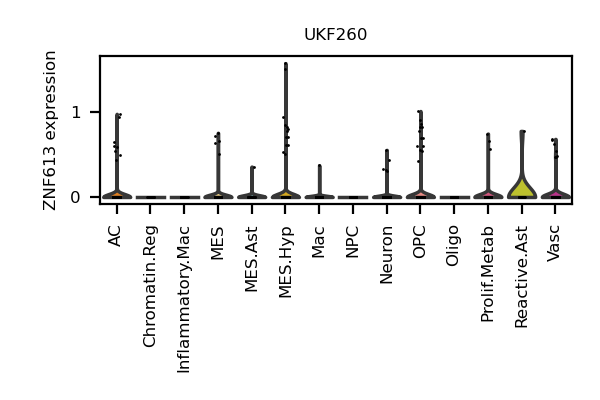 UKF260
ZNF613 expression
1
0
AC
Chromatin.Reg
Inflammatory.Mac
MES
MES.Ast
MES.Hyp
Mac
NPC
Neuron
OPC
Oligo
Prolif.Metab
Reactive.Ast
Vasc